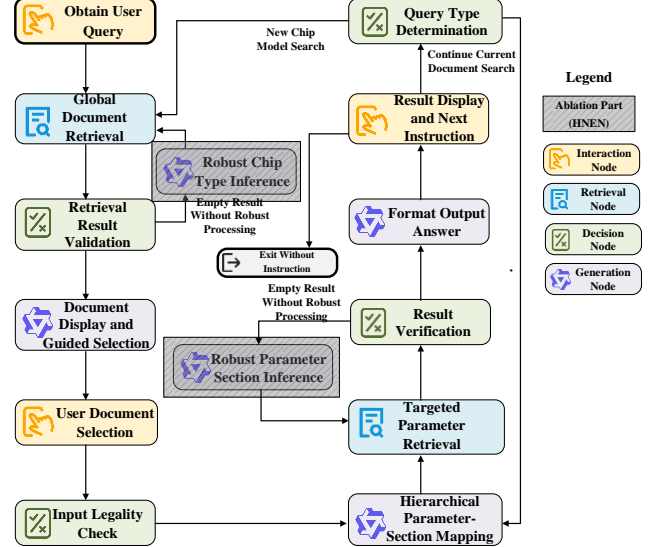 Obtain User
Query
Global
Document
Retrieval
Robust Chip
Type Inference
Empty Result
Without Robust
Processing
Retrieval
Result
Validation
Document
Display and
Guided Selection
User Document
Selection
Input Legality
Check
Query Type
Determination
New Chip
Model Search
Continue Current
Document Search
Result Display
and Next
Instruction
Format Output
Answer
Exit Without
Instruction
Empty Result
Without Robust
Processing
Result
Verification
Robust Parameter
Section Inference
Targeted
Parameter
Retrieval
Hierarchical
Parameter-
Section Mapping
Legend
Ablation Part
(HNEN)
Interaction
Node
Retrieval
Node
Decision
Node
Generation
Node